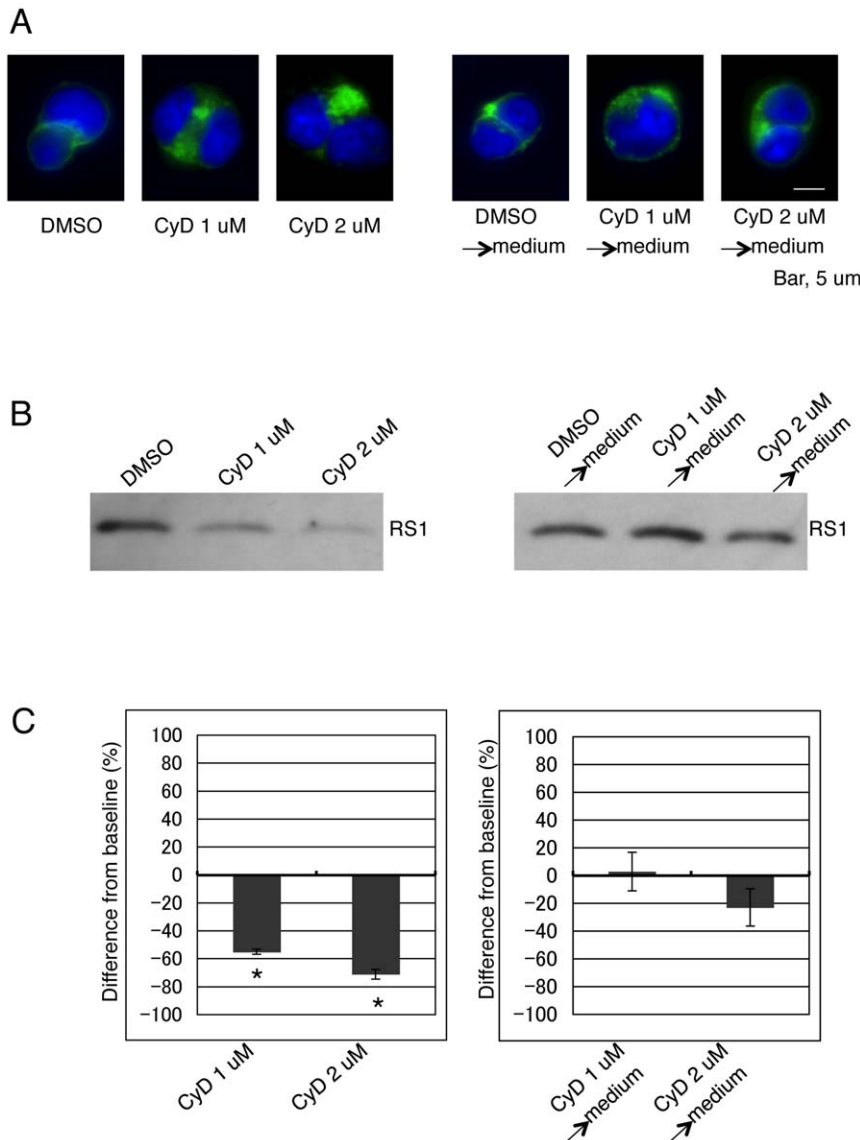 A
DMSO
CyD 1 uM
CyD 2 uM
DMSO
→medium
CyD 1 uM
→medium
CyD 2 uM
→medium
Bar, 5 um
B
DMSO
CyD 1 uM
CyD 2 uM
RS1
DMSO
→medium
CyD 1 uM
→medium
CyD 2 uM
→medium
RS1
C
Difference from baseline (%)
100
80
60
40
20
0
−20
−40
−60
−80
−100
*
*
CyD 1 uM
CyD 2 uM
Difference from baseline (%)
100
80
60
40
20
0
−20
−40
−60
−80
−100
CyD 1 uM
→medium
CyD 2 uM
→medium